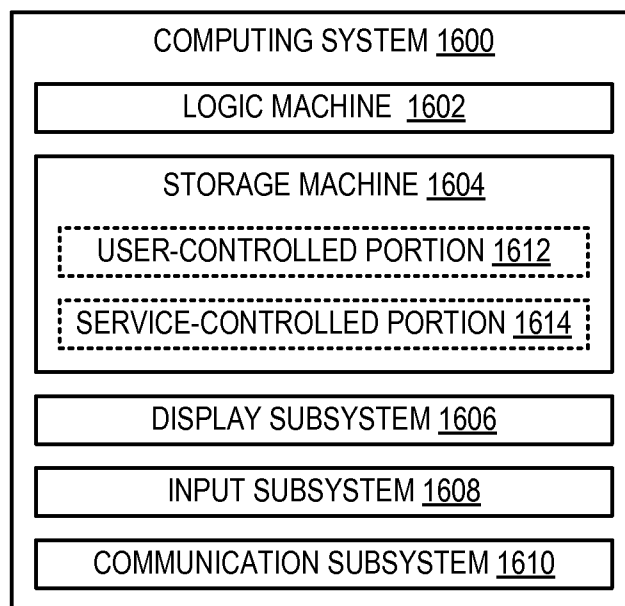 COMPUTING SYSTEM 1600
LOGIC MACHINE 1602
STORAGE MACHINE 1604
USER-CONTROLLED PORTION 1612
SERVICE-CONTROLLED PORTION 1614
DISPLAY SUBSYSTEM 1606
INPUT SUBSYSTEM 1608
COMMUNICATION SUBSYSTEM 1610